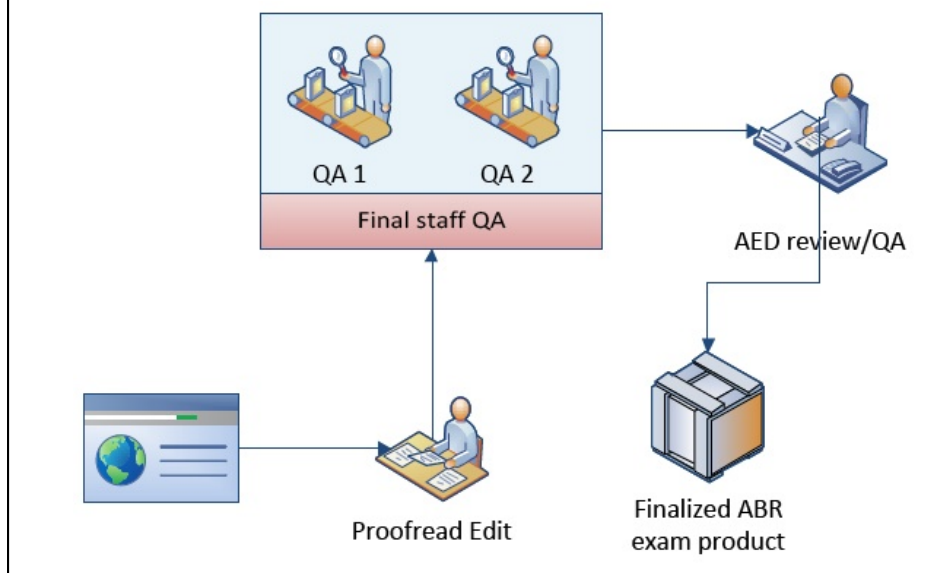 QA 1
QA 2
Final staff QA
AED review/QA
Proofread Edit
Finalized ABR
exam product